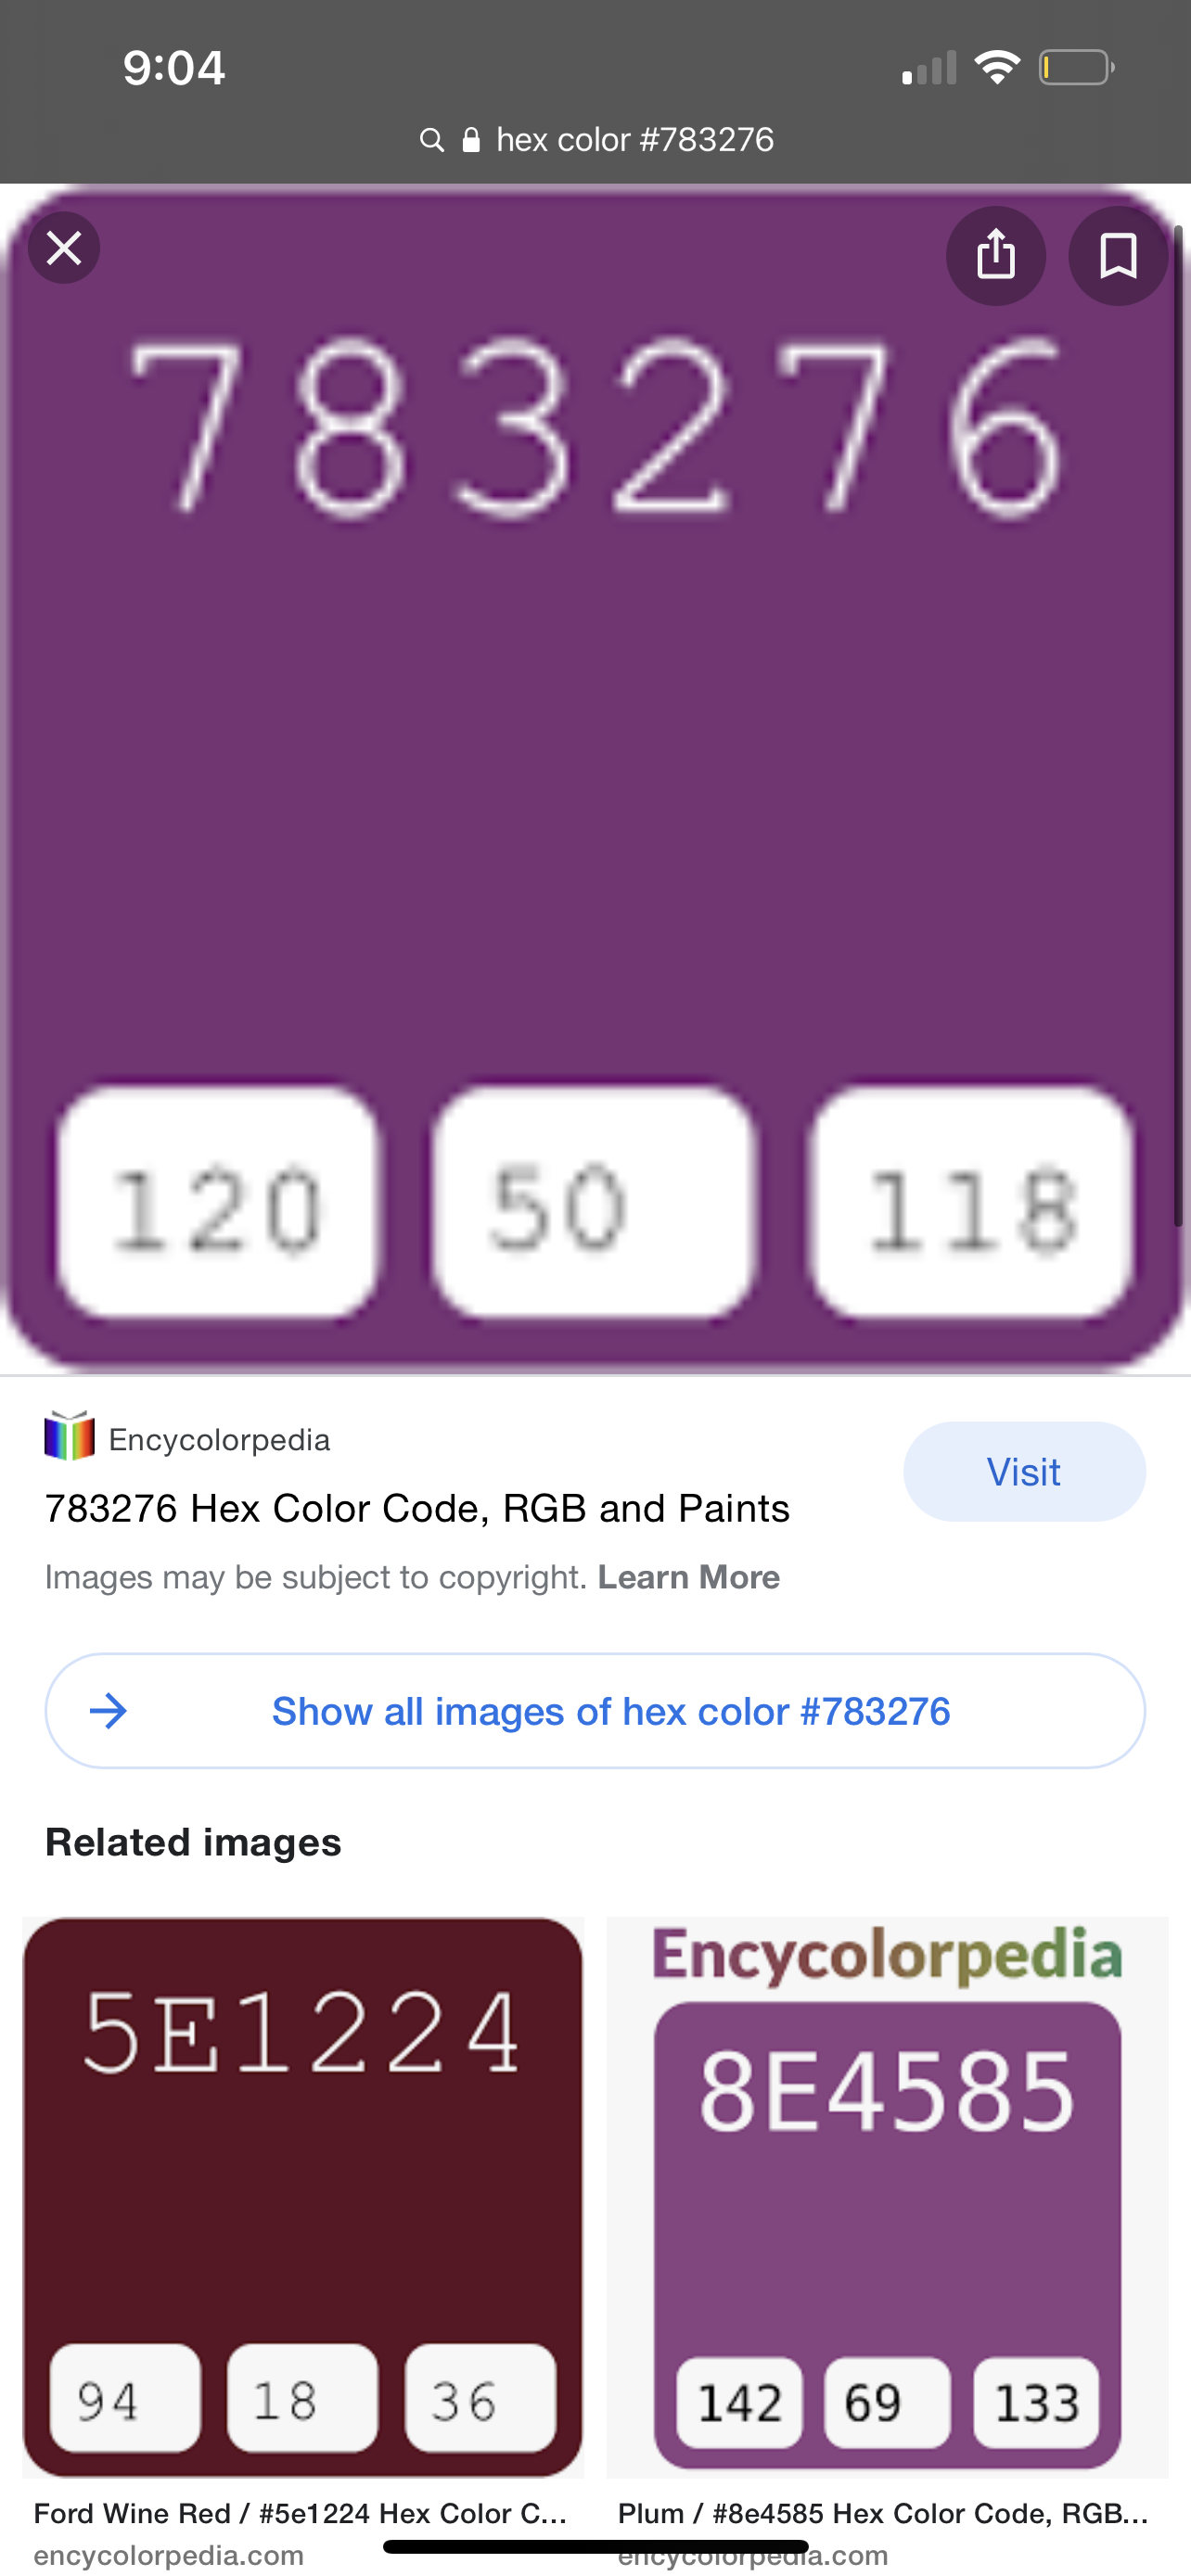 9:04
hex color #783276
783276
120 50 118
Encycolorpedia
Visit
783276 Hex Color Code, RGB and Paints
Images may be subject to copyright. Learn More
Show all images of hex color #783276
Related images
5E1224
94 18 36
Ford Wine Red / #5e1224 Hex Color C...
encycolorpedia.com
Encycolorpedia
8E4585
142 69 133
Plum / #8e4585 Hex Color Code, RGB...
encycolorpedia.com